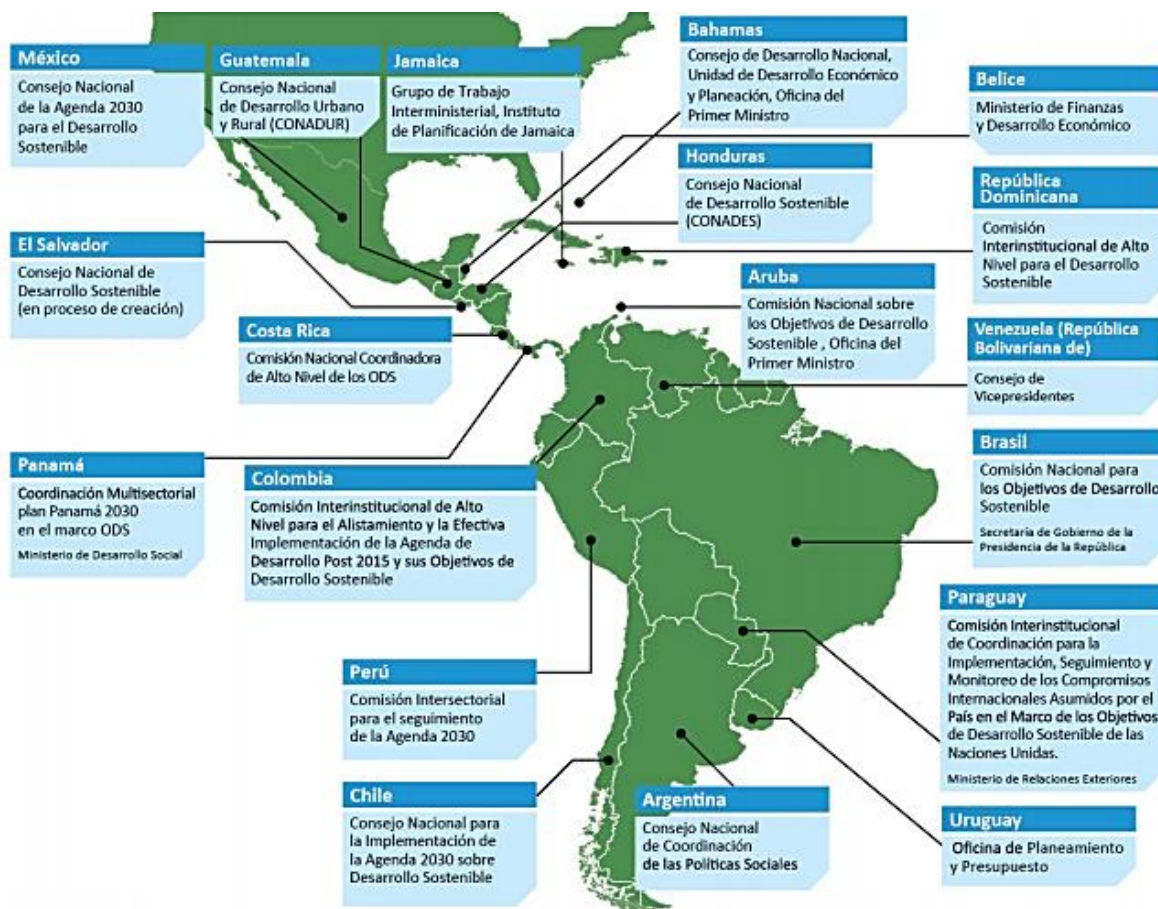 México
Consejo Nacional
de la Agenda 2030
para el Desarrollo
Sostenible
Guatemala
Consejo Nacional
de Desarrollo Urbano
y Rural (CONADUR)
Jamaica
Grupo de Trabajo
Interministerial, Instituto
de Planificación de Jamaica
Bahamas
Consejo de Desarrollo Nacional,
Unidad de Desarrollo Económico
y Planeación, Oficina del
Primer Ministro
Belice
Ministerio de Finanzas
y Desarrollo Económico
Honduras
Consejo Nacional
de Desarrollo Sostenible
(CONADES)
República
Dominicana
Comisión
Interinstitucional de Alto
Nivel para el Desarrollo
Sostenible
El Salvador
Consejo Nacional de
Desarrollo Sostenible
(en proceso de creación)
Costa Rica
Comisión Nacional Coordinadora
de Alto Nivel de los ODS
Aruba
Comisión Nacional sobre
los Objetivos de Desarrollo
Sostenible , Oficina del
Primer Ministro
Venezuela (República
Bolivariana de)
Consejo de
Vicepresidentes
Panamá
Coordinación Multisectorial
plan Panamá 2030
en el marco ODS
Ministerio de Desarrollo Social
Colombia
Comisión Interinstitucional de Alto
Nivel para el Alistamiento y la Efectiva
Implementación de la Agenda de
Desarrollo Post 2015 y sus Objetivos de
Desarrollo Sostenible
Brasil
Comisión Nacional para
los Objetivos de Desarrollo
Sostenible
Secretaría de Gobierno de la
Presidencia de la República
Paraguay
Comisión Interinstitucional
de Coordinación para la
Implementación, Seguimiento y
Monitoreo de los Compromisos
Internacionales Asumidos por el
País en el Marco de los Objetivos
de Desarrollo Sostenible de las
Naciones Unidas.
Ministerio de Relaciones Exteriores
Perú
Comisión Intersectorial
para el seguimiento
de la Agenda 2030
Chile
Consejo Nacional para
la Implementación de
la Agenda 2030 sobre
Desarrollo Sostenible
Argentina
Consejo Nacional
de Coordinación
de las Políticas Sociales
Uruguay
Oficina de Planeamiento
y Presupuesto